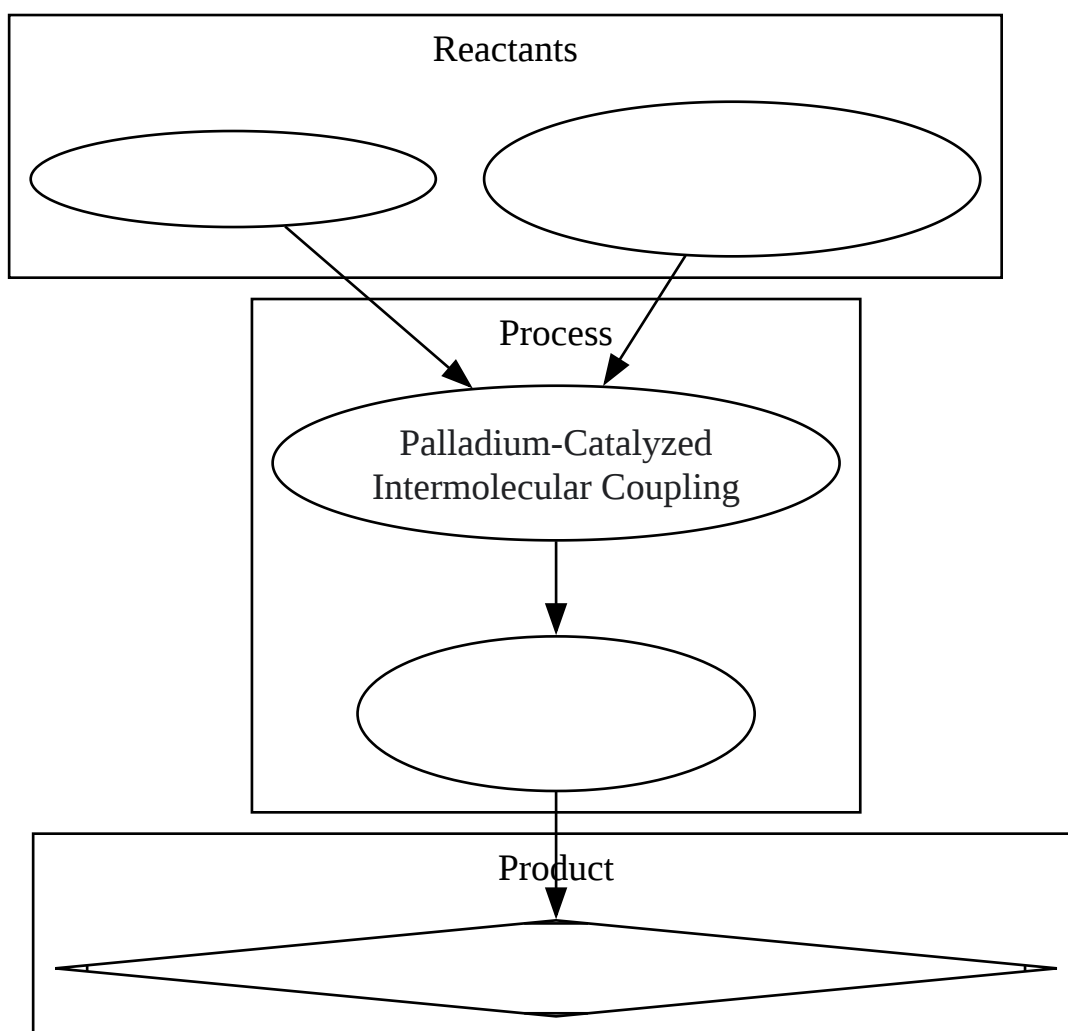 Reactants
Process
Palladium-Catalyzed
Intermolecular Coupling
Product